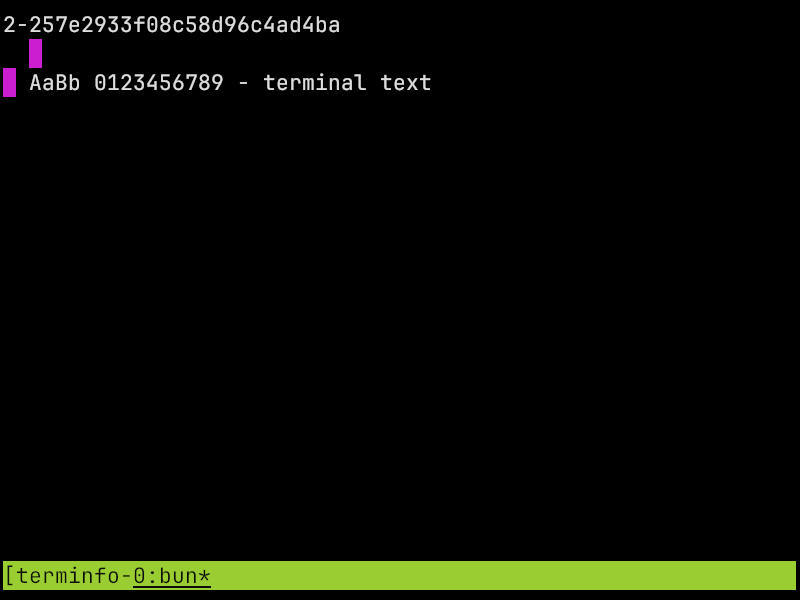 2-257e2933f08c58d96c4ad4ba
AaBb 0123456789 - terminal text
[terminfo-0:bun*